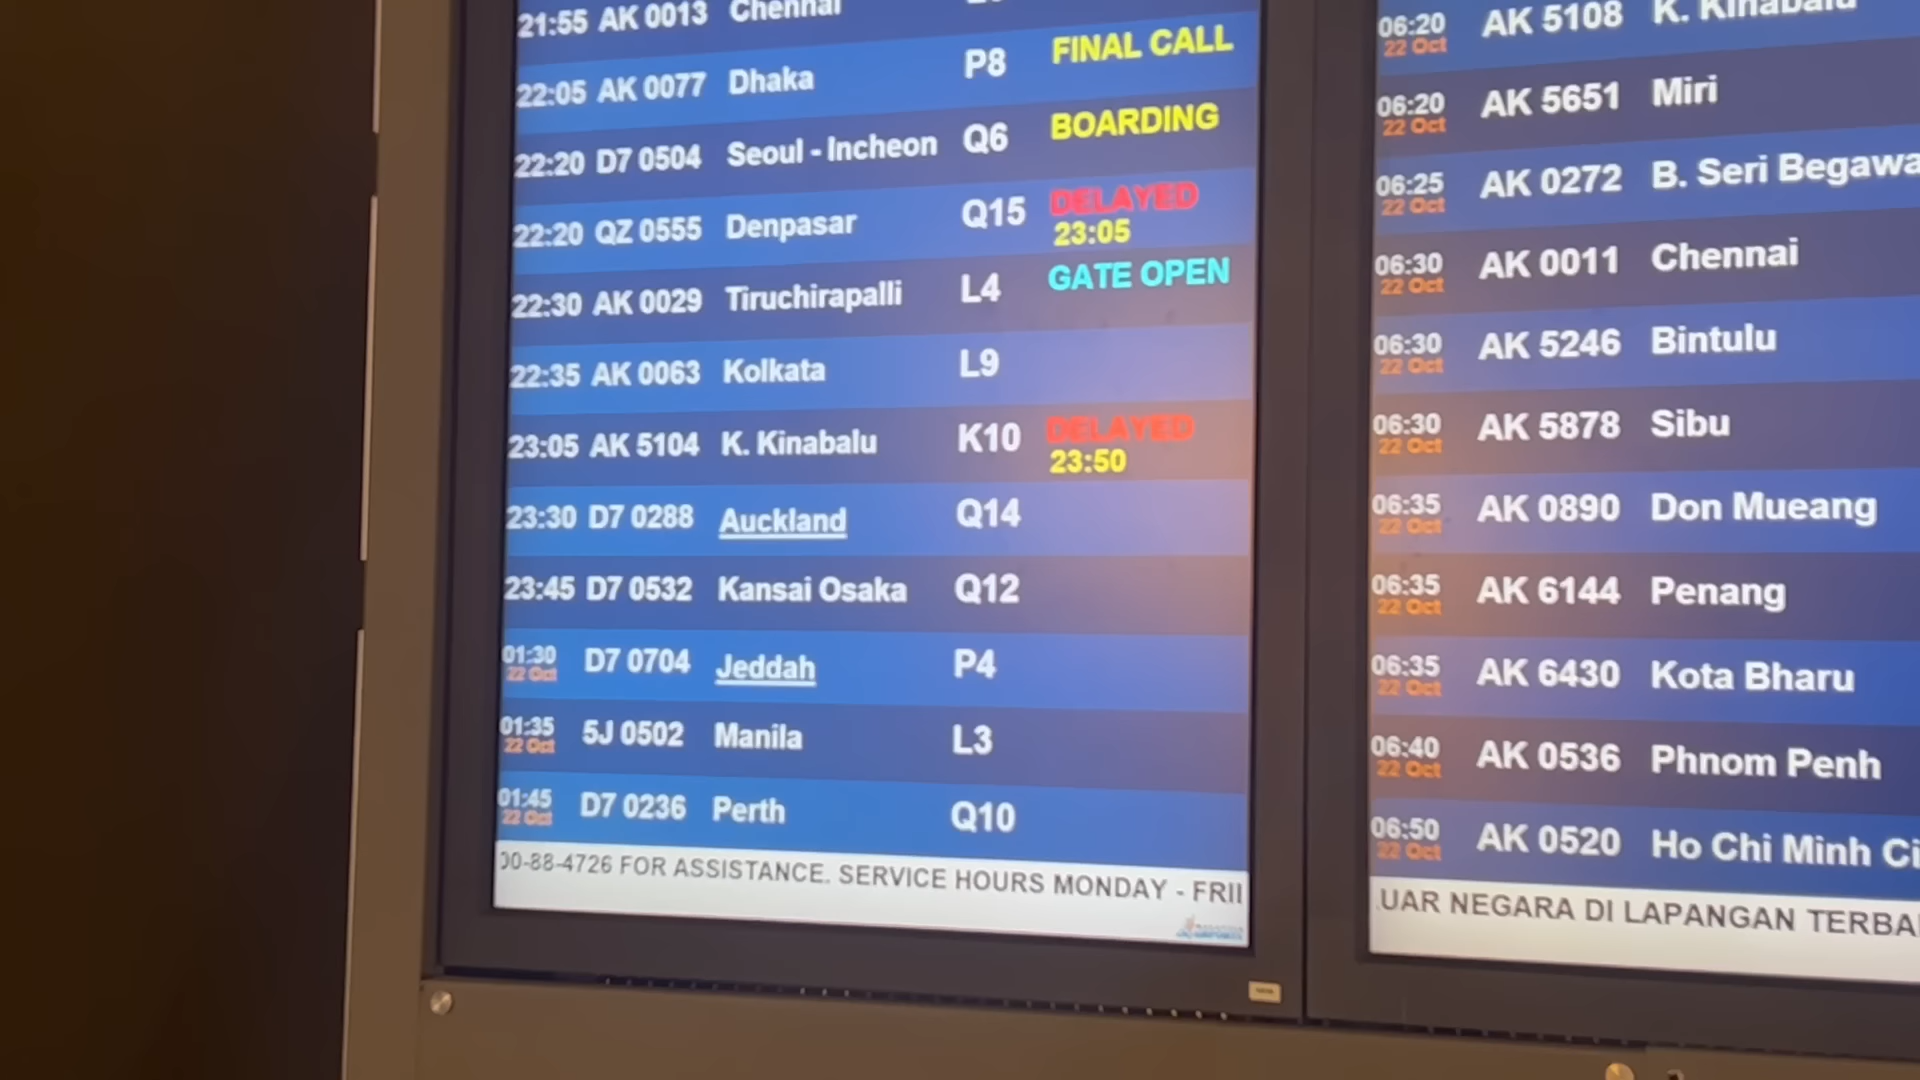 21:55 AK 0013 Chennai
22:05 AK 0077 Dhaka P8 FINAL CALL
22:20 D7 0504 Seoul - Incheon Q6 BOARDING
22:20 QZ 0555 Denpasar Q15 DELAYED
23:05
22:30 AK 0029 Tiruchirapalli L4 GATE OPEN
22:35 AK 0063 Kolkata L9
23:05 AK 5104 K. Kinabalu K10 DELAYED
23:50
23:30 D7 0288 Auckland Q14
23:45 D7 0532 Kansai Osaka Q12
01:30 D7 0704 Jeddah P4
22 Oct
01:35 5J 0502 Manila L3
22 Oct
01:45 D7 0236 Perth Q10
22 Oct
00-88-4726 FOR ASSISTANCE. SERVICE HOURS MONDAY - FRI
06:20 AK 5108 K. Kinabalu
22 Oct
06:20 AK 5651 Miri
22 Oct
06:25 AK 0272 B. Seri Begawa
22 Oct
06:30 AK 0011 Chennai
22 Oct
06:30 AK 5246 Bintulu
22 Oct
06:30 AK 5878 Sibu
22 Oct
06:35 AK 0890 Don Mueang
22 Oct
06:35 AK 6144 Penang
22 Oct
06:35 AK 6430 Kota Bharu
22 Oct
06:40 AK 0536 Phnom Penh
22 Oct
06:50 AK 0520 Ho Chi Minh Ci
22 Oct
UAR NEGARA DI LAPANGAN TERBA